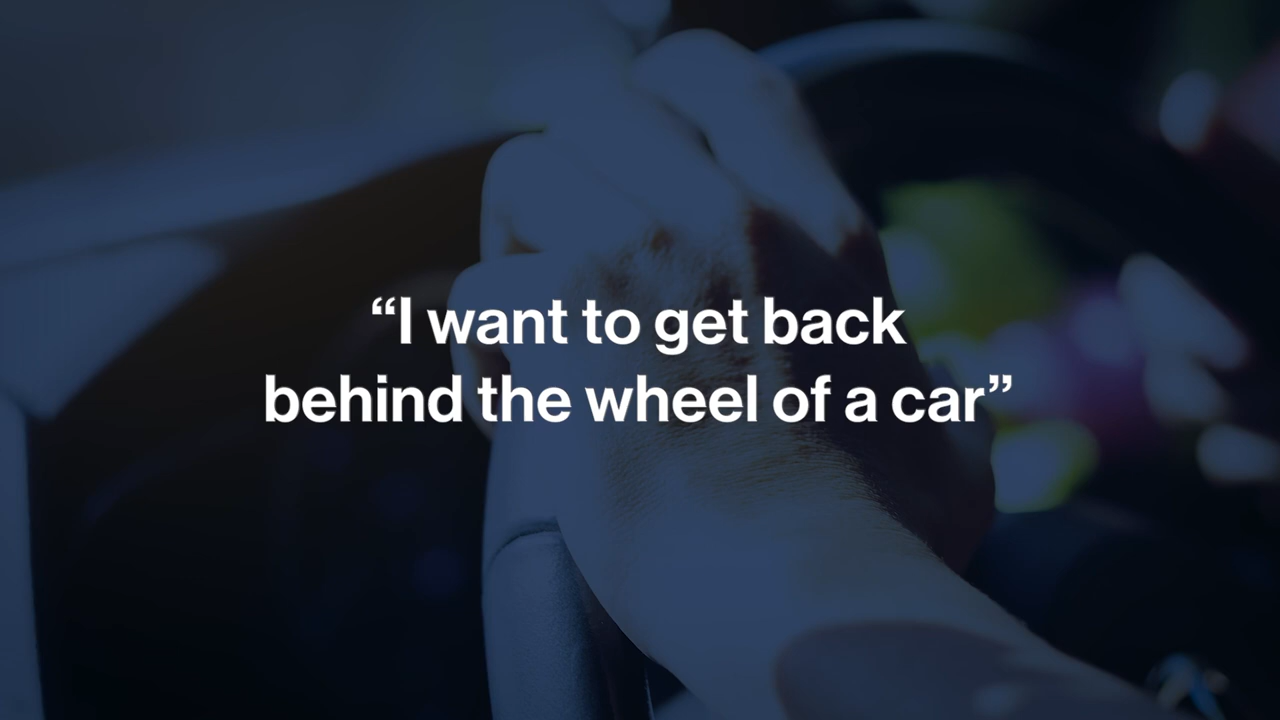 “I want to get back
behind the wheel of a car”